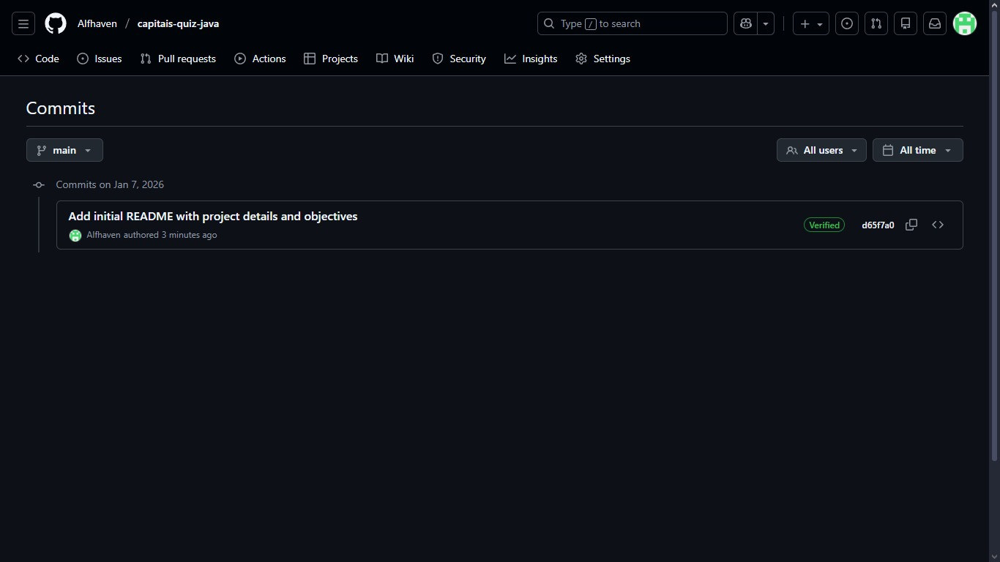 Alfhaven / capitais-quiz-java
Type / to search
Code Issues Pull requests Actions Projects Wiki Security Insights Settings
Commits
main
All users All time
Commits on Jan 7, 2026
Add initial README with project details and objectives
Alfhaven authored 3 minutes ago
Verified d65f7a0